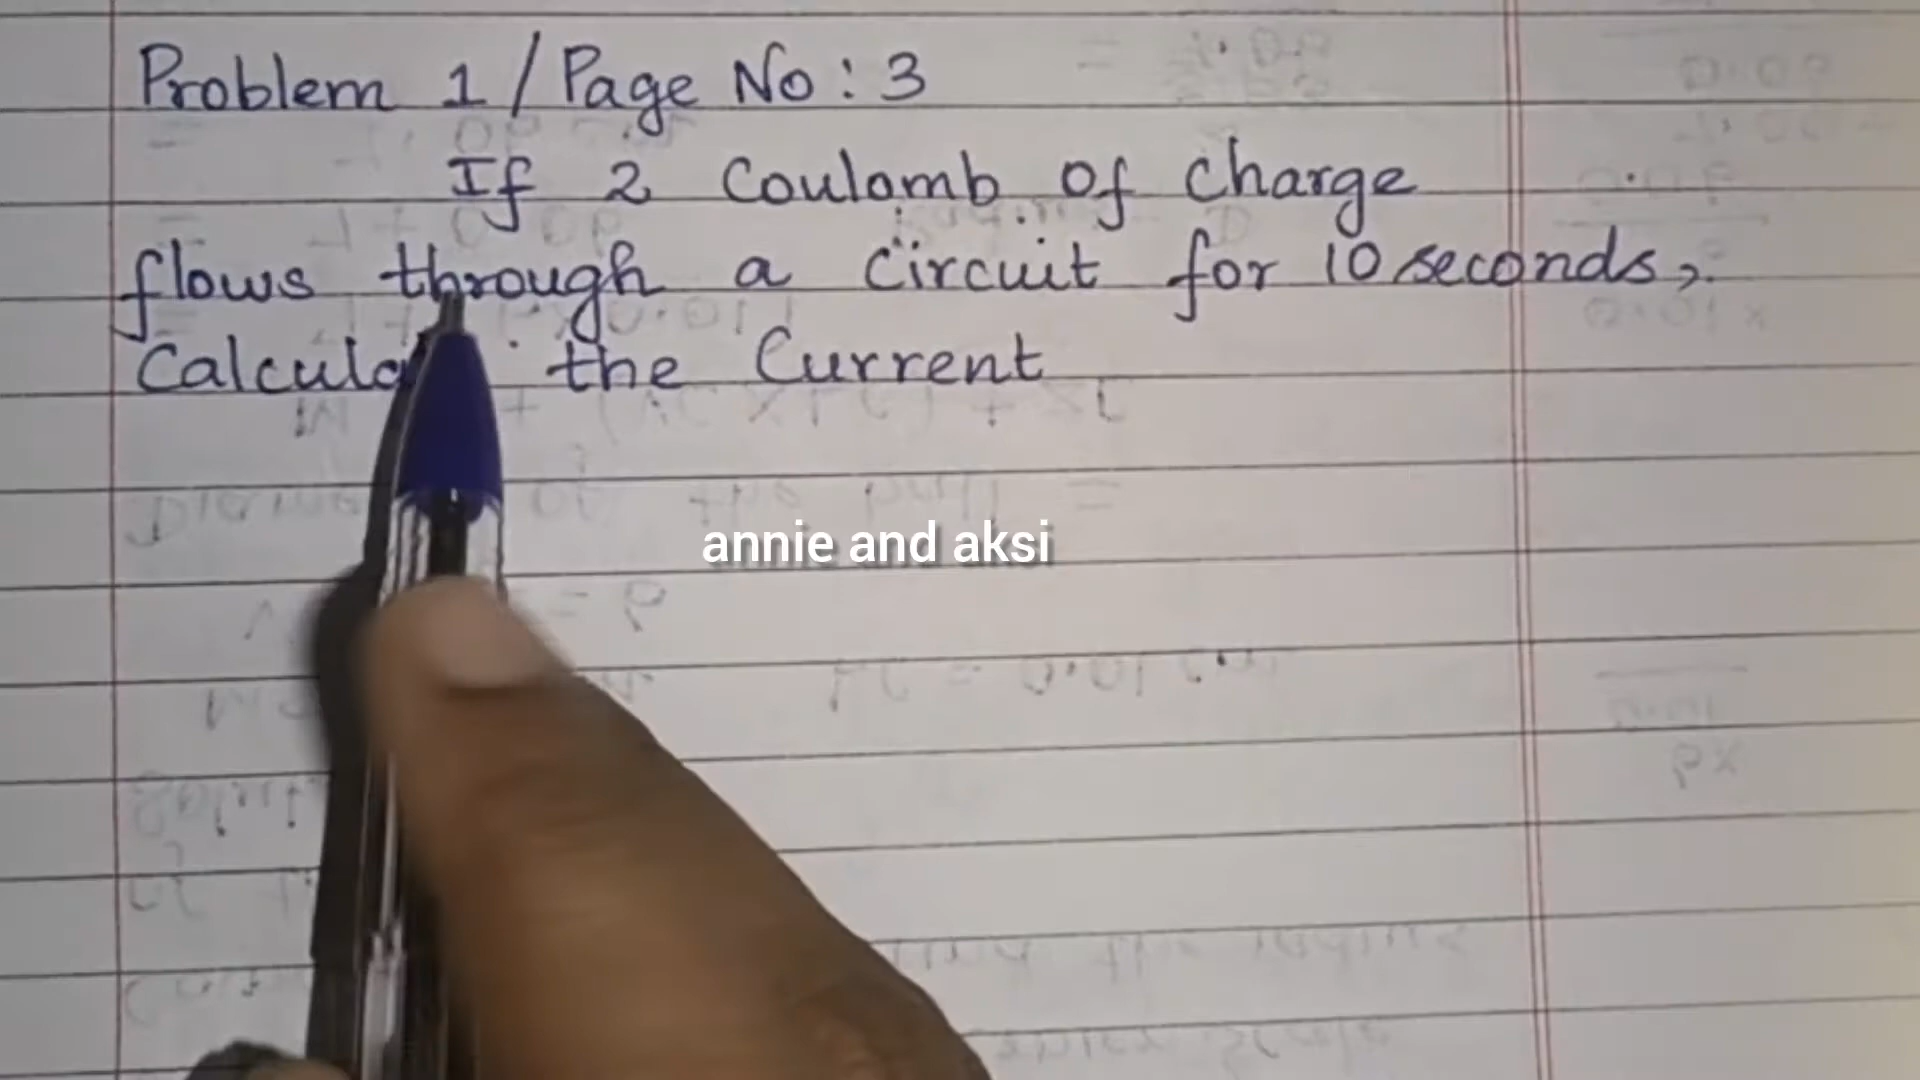 Problem 1 / Page No : 3
If 2 Coulomb of charge
flows through a circuit for 10 seconds,
Calcula the Current
annie and aksi